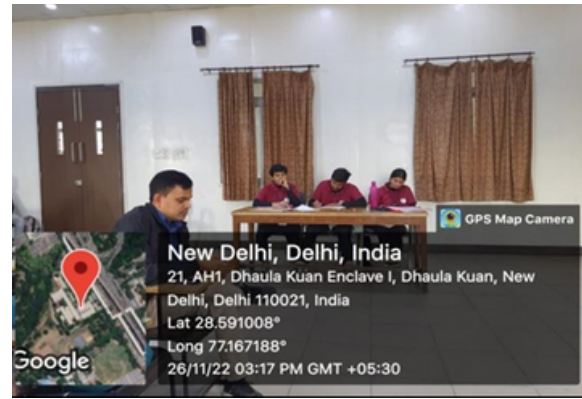 GPS Map Camera
New Delhi, Delhi, India
21, AH1, Dhaula Kuan Enclave I, Dhaula Kuan, New
Delhi, Delhi 110021, India
Lat 28.591008°
Long 77.167188°
26/11/22 03:17 PM GMT +05:30
Google